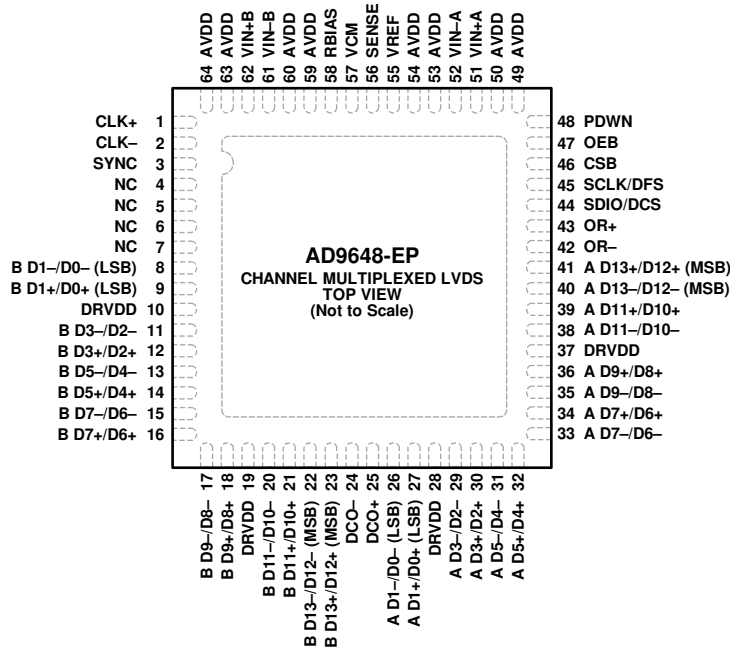 64 AVDD
63 AVDD
62 VIN+B
61 VIN–B
60 AVDD
59 AVDD
58 RBIAS
57 VCM
56 SENSE
55 VREF
54 AVDD
53 AVDD
52 VIN–A
51 VIN+A
50 AVDD
49 AVDD
CLK+ 1
CLK– 2
SYNC 3
NC 4
NC 5
NC 6
NC 7
B D1–/D0– (LSB) 8
B D1+/D0+ (LSB) 9
DRVDD 10
B D3–/D2– 11
B D3+/D2+ 12
B D5–/D4– 13
B D5+/D4+ 14
B D7–/D6– 15
B D7+/D6+ 16
AD9648-EP
CHANNEL MULTIPLEXED LVDS
TOP VIEW
(Not to Scale)
48 PDWN
47 OEB
46 CSB
45 SCLK/DFS
44 SDIO/DCS
43 OR+
42 OR–
41 A D13+/D12+ (MSB)
40 A D13–/D12– (MSB)
39 A D11+/D10+
38 A D11–/D10–
37 DRVDD
36 A D9+/D8+
35 A D9–/D8–
34 A D7+/D6+
33 A D7–/D6–
B D9–/D8– 17
B D9+/D8+ 18
DRVDD 19
B D11–/D10– 20
B D11+/D10+ 21
B D13–/D12– (MSB) 22
B D13+/D12+ (MSB) 23
DCO– 24
DCO+ 25
A D1–/D0– (LSB) 26
A D1+/D0+ (LSB) 27
DRVDD 28
A D3–/D2– 29
A D3+/D2+ 30
A D5–/D4– 31
A D5+/D4+ 32